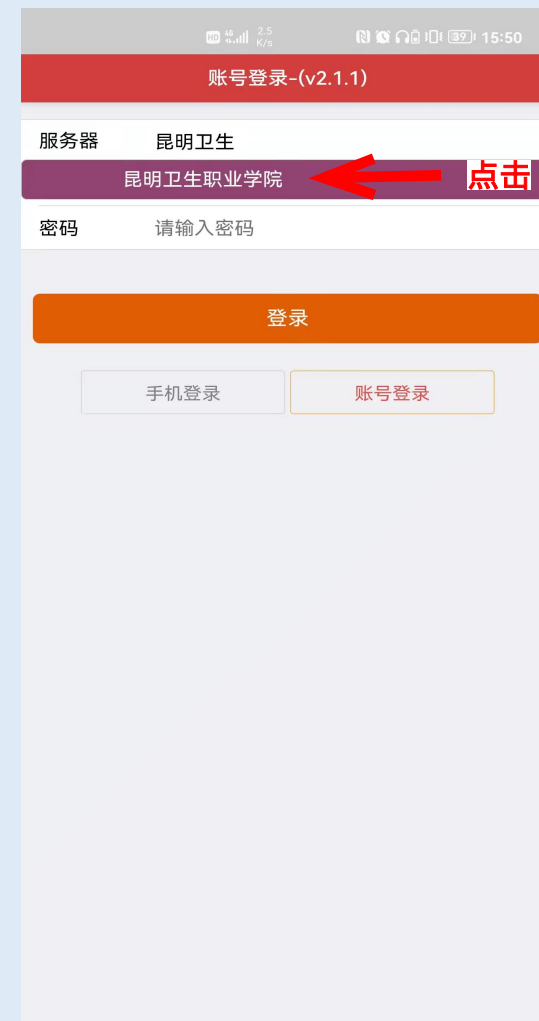 HD 4G 2.5 K/s 39 15:50
账号登录-(v2.1.1)
服务器 昆明卫生
昆明卫生职业学院 点击
密码 请输入密码
登录
手机登录 账号登录